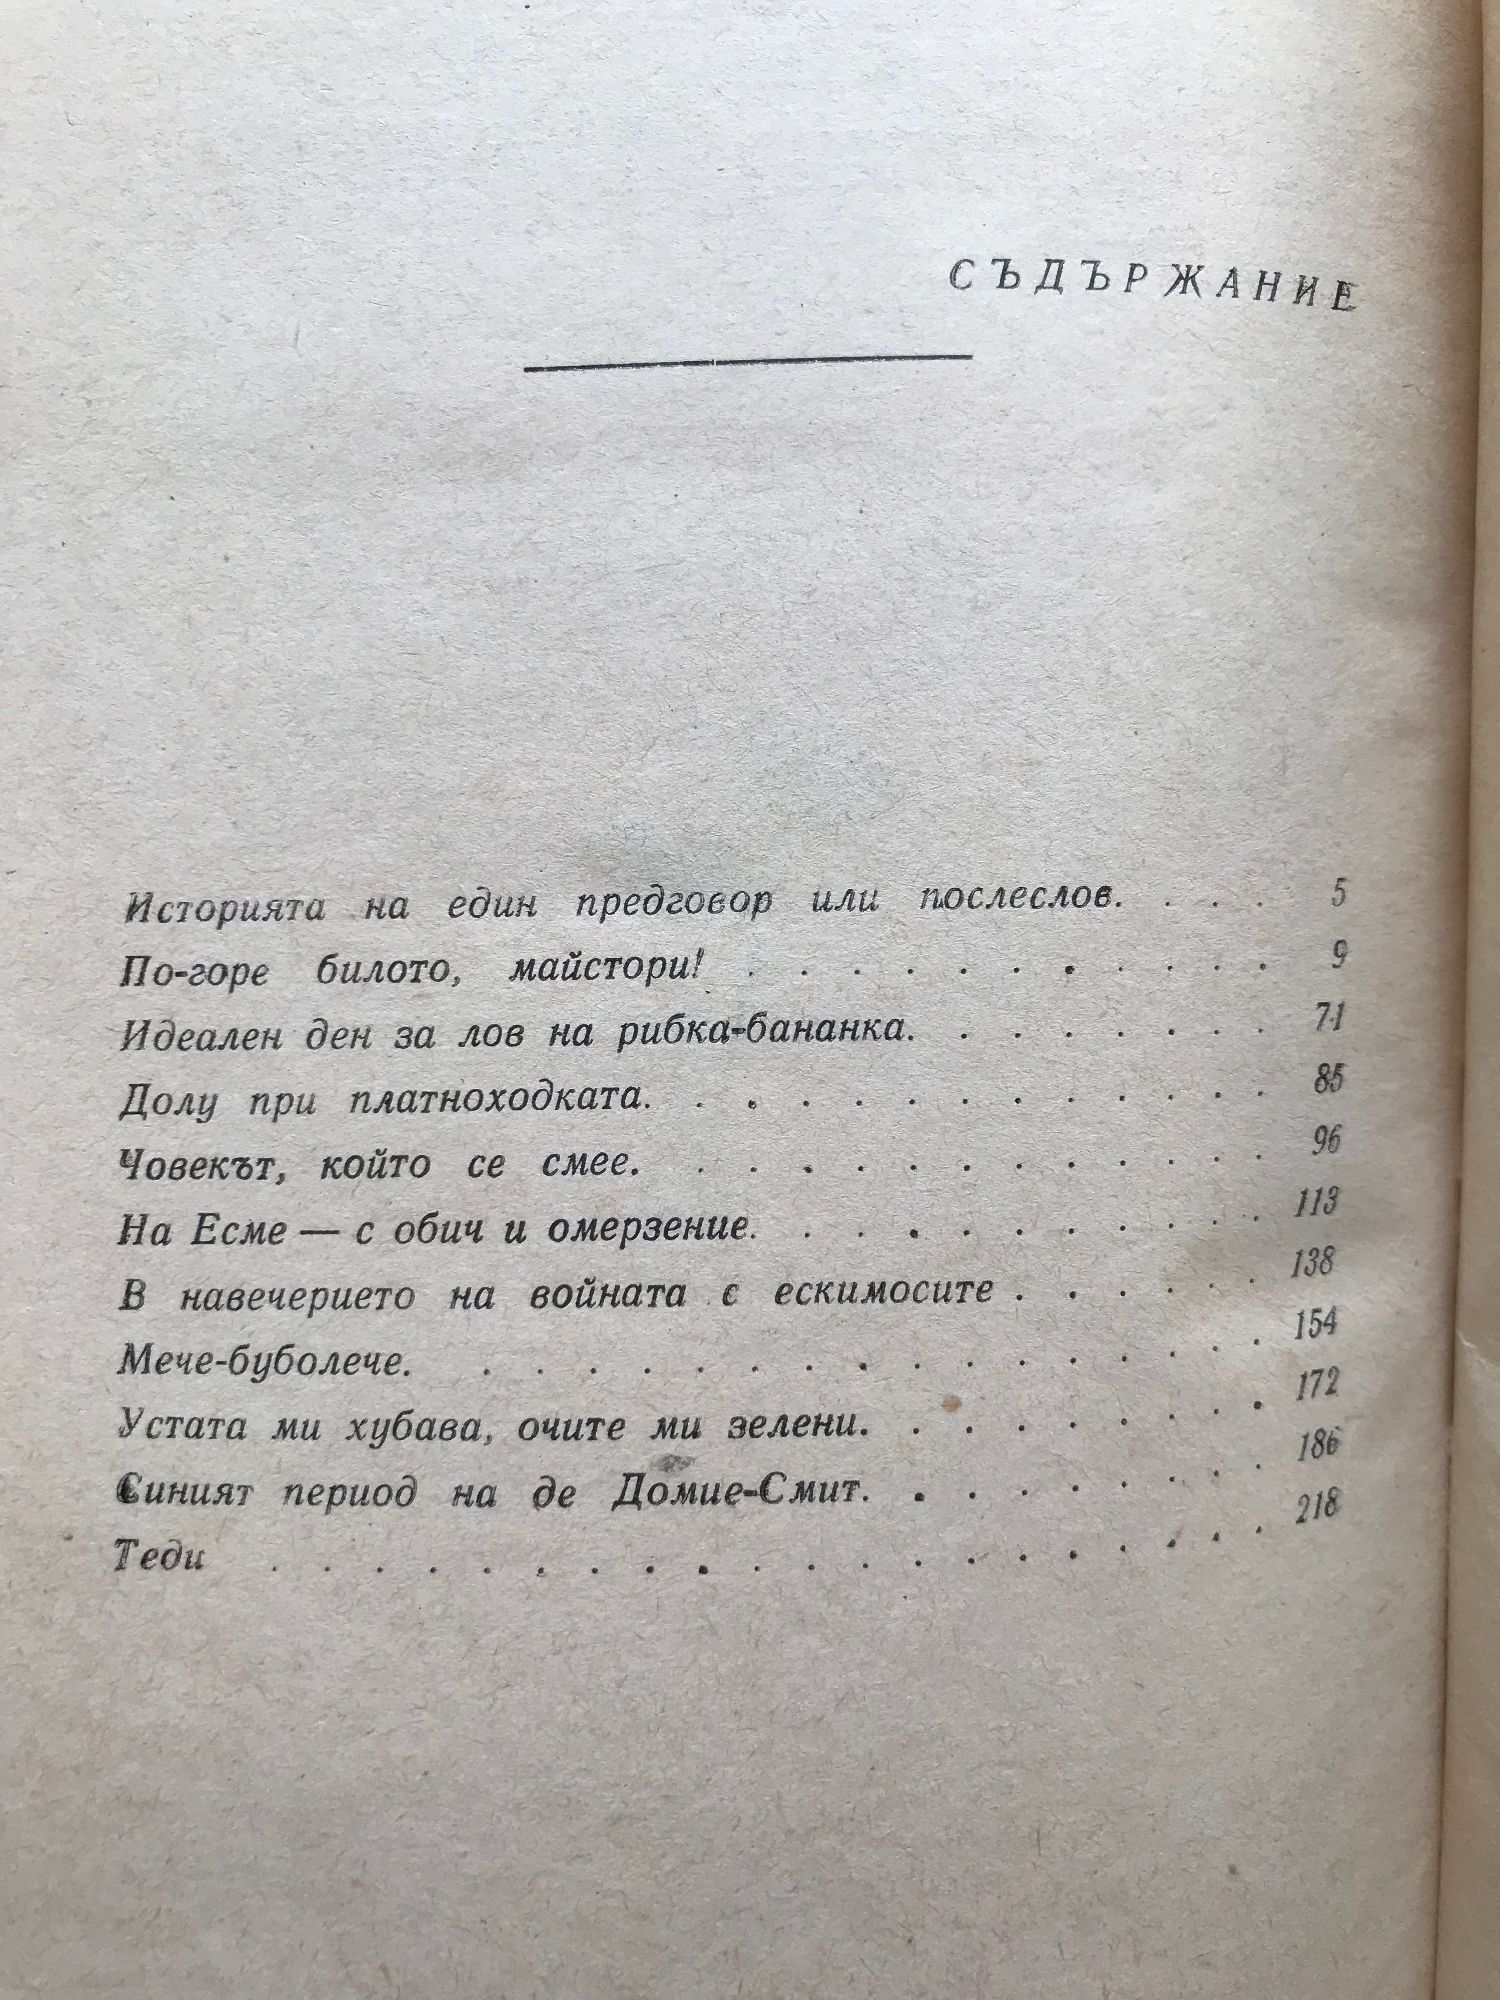 СЪДЪРЖАНИЕ
Историята на един предговор или послеслов. . . . 5
По-горе билото, майстори! . . . . . . . . . . 9
Идеален ден за лов на рибка-бананка. . . . . . . . 71
Долу при платноходката. . . . . . . . . . . . . 85
Човекът, който се смее. . . . . . . . . . . . . 96
На Есме — с обич и омерзение. . . . . . . . . . 113
В навечерието на войната с ескимосите . . . . . . 138
Мече-буболече. . . . . . . . . . . . . . . . 154
Устата ми хубава, очите ми зелени. . . . . . . . . 172
Синият период на де Домие-Смит. . . . . . . . . 186
Теди . . . . . . . . . . . . . . . . . . . 218